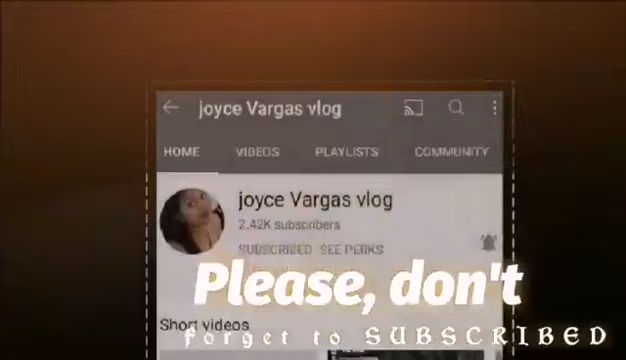 joyce Vargas vlog
HOME VIDEOS PLAYLISTS COMMUNITY
joyce Vargas vlog
2.42K subscribers
SUBSCRIBED SEE PERKS
Please, don't
Short videos
forget to SUBSCRIBED